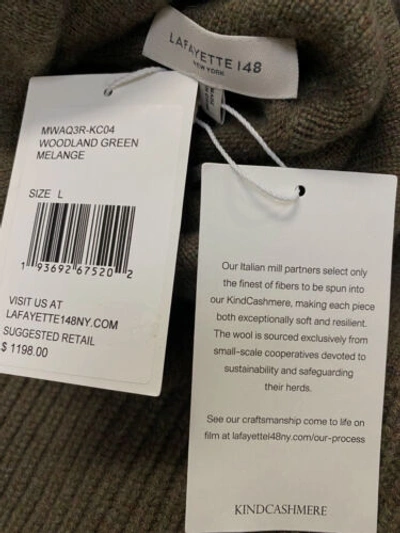 LAFAYETTE 148
NEW YORK
MWAQ3R-KC04
WOODLAND GREEN
MELANGE
SIZE L
1 93692 67520 2
VISIT US AT
LAFAYETTE148NY.COM
SUGGESTED RETAIL
$ 1198.00
Our Italian mill partners select only
the finest of fibers to be spun into
our KindCashmere, making each piece
both exceptionally soft and resilient.
The wool is sourced exclusively from
small-scale cooperatives devoted to
sustainability and safeguarding
their herds.
See our craftsmanship come to life on
film at lafayette148ny.com/our-process
KINDCASHMERE